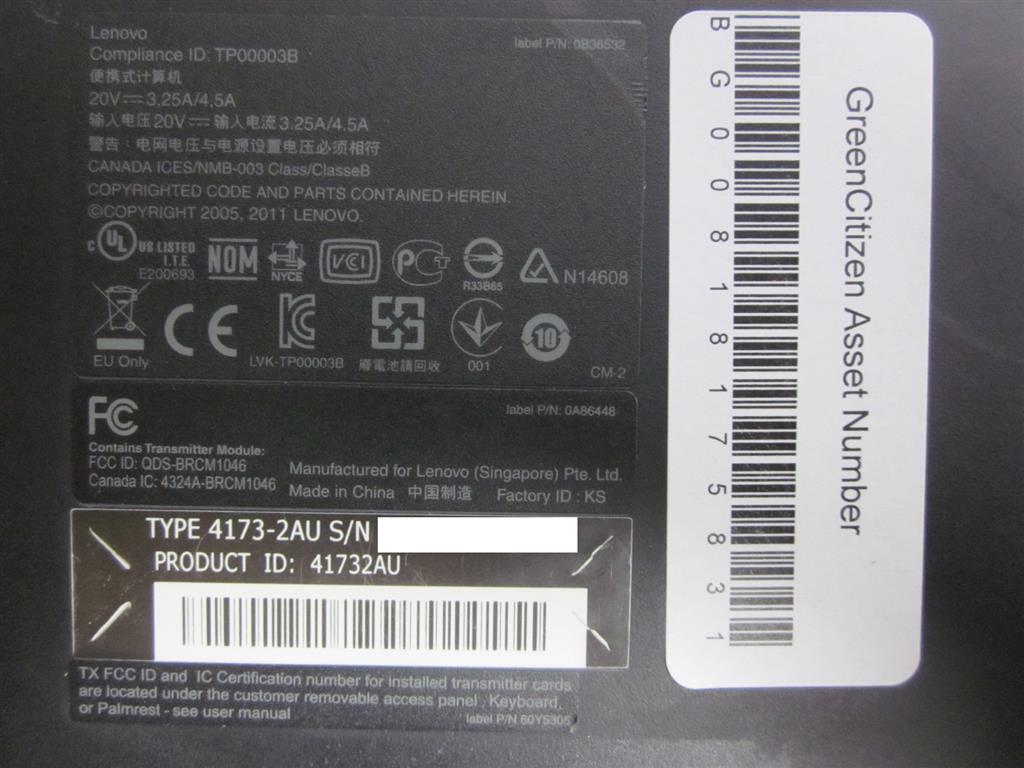 Lenovo
label P/N: 0B36532
Compliance ID: TP00003B
便携式计算机
20V⎓3.25A/4.5A
输入电压20V⎓ 输入电流3.25A/4.5A
警告：电网电压与电源设置电压必须相符
CANADA ICES/NMB-003 Class/ClasseB
COPYRIGHTED CODE AND PARTS CONTAINED HEREIN.
©COPYRIGHT 2005, 2011 LENOVO.
C UL US LISTED
I.T.E.
E200693
NOM
NYCE
VCI
PCT
R33B65
N14608
EU Only
CE
LVK-TP00003B
廢電池請回收
001
10
CM-2
FC
label P/N: 0A86448
Contains Transmitter Module:
FCC ID: QDS-BRCM1046
Canada IC: 4324A-BRCM1046
Manufactured for Lenovo (Singapore) Pte. Ltd.
Made in China 中国制造 Factory ID : KS
TYPE 4173-2AU S/N
PRODUCT ID: 41732AU
TX FCC ID and IC Certification number for installed transmitter cards
are located under the customer removable access panel , Keyboard,
or Palmrest - see user manual
label P/N 60Y5305
GreenCitizen Asset Number
BG00818175831